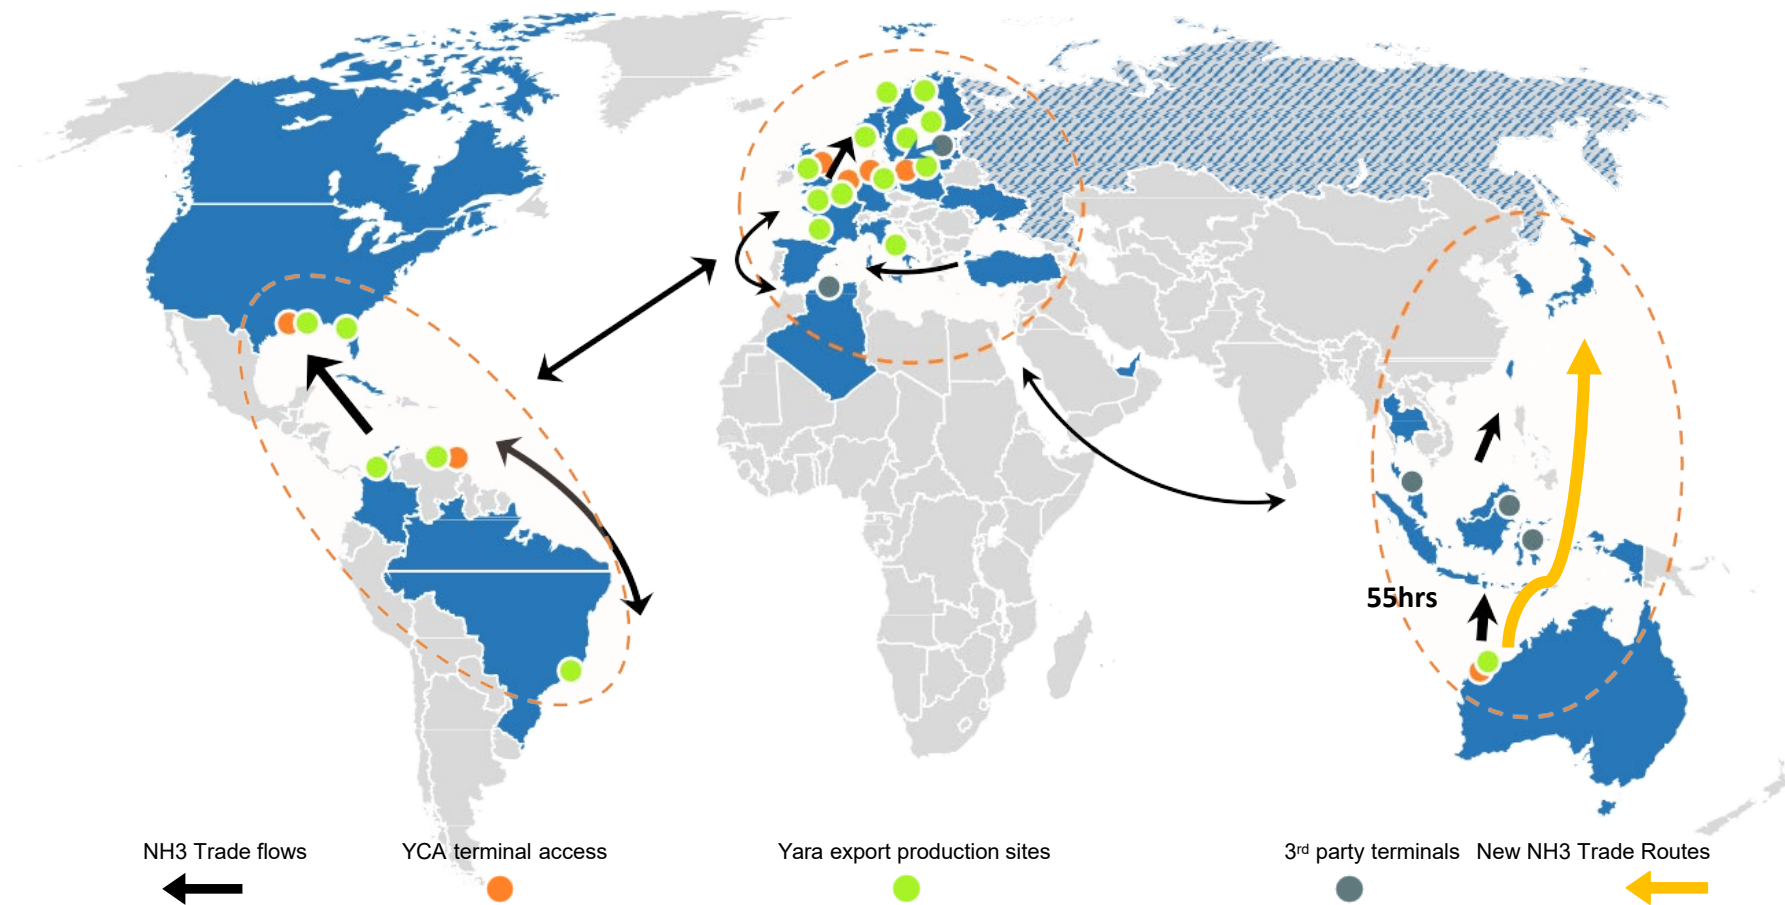 55hrs
NH3 Trade flows
YCA terminal access
Yara export production sites
3rd party terminals
New NH3 Trade Routes